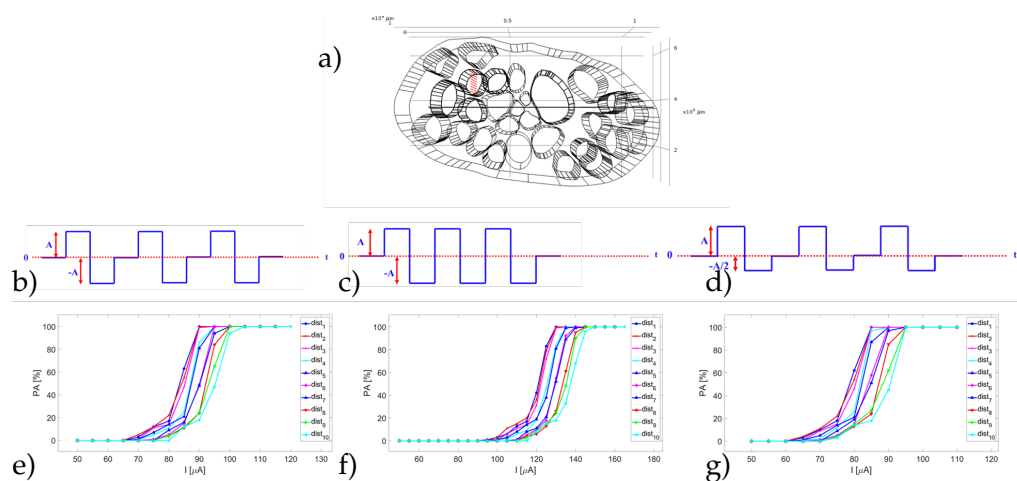 a)
×10⁴ μm
1
0
0.5
1
6
4
×10³ μm
2
b)
A
0
-A
t
c)
A
0
-A
t
d)
A
0
-A/2
t
e)
PA [%]
100
80
60
40
20
0
50 60 70 80 90 100 110 120 130
I [μA]
dist₁
dist₂
dist₃
dist₄
dist₅
dist₆
dist₇
dist₈
dist₉
dist₁₀
f)
PA [%]
100
80
60
40
20
0
60 80 100 120 140 160 180
I [μA]
dist₁
dist₂
dist₃
dist₄
dist₅
dist₆
dist₇
dist₈
dist₉
dist₁₀
g)
PA [%]
100
80
60
40
20
0
50 60 70 80 90 100 110 120
I [μA]
dist₁
dist₂
dist₃
dist₄
dist₅
dist₆
dist₇
dist₈
dist₉
dist₁₀